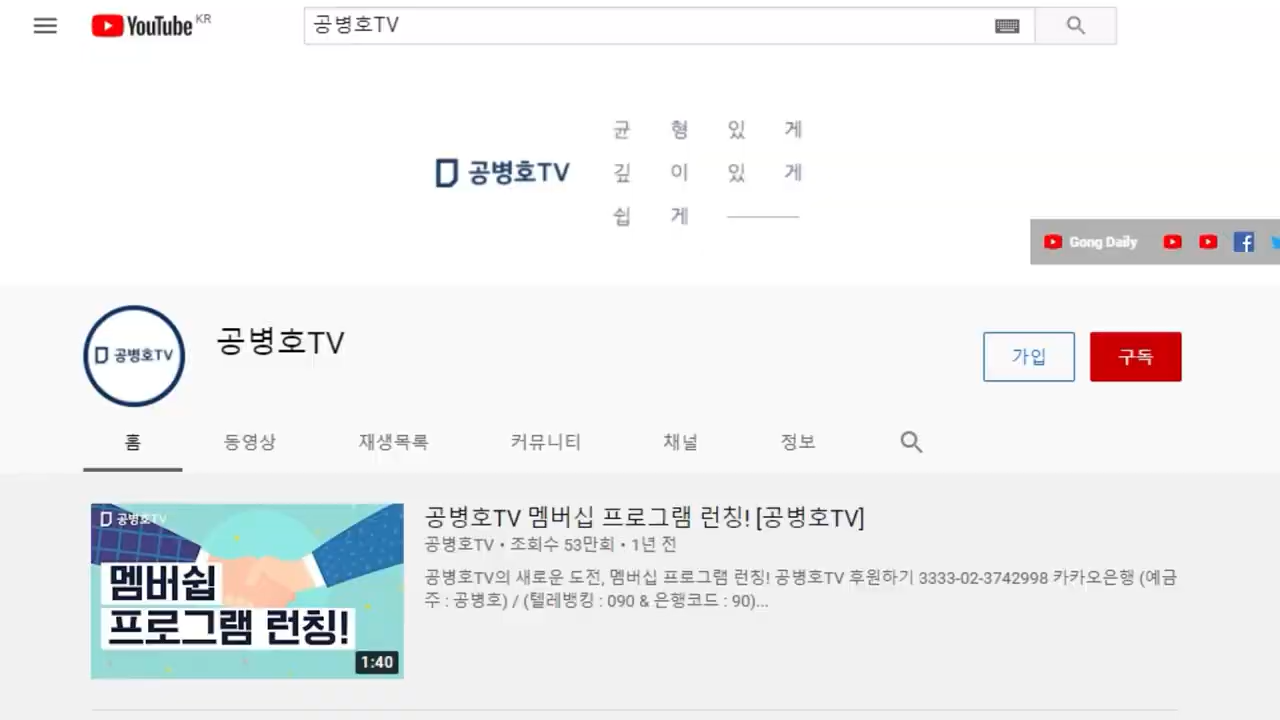 YouTube KR
공병호TV
균 형 있 게
공병호TV
깊 이 있 게
쉽 게
Gong Daily
공병호TV
공병호TV
가입
구독
홈
동영상
재생목록
커뮤니티
채널
정보
공병호TV
멤버쉽
프로그램 런칭!
1:40
공병호TV 멤버십 프로그램 런칭! [공병호TV]
공병호TV • 조회수 53만회 • 1년 전
공병호TV의 새로운 도전, 멤버십 프로그램 런칭! 공병호TV 후원하기 3333-02-3742998 카카오은행 (예금
주 : 공병호) / (텔레뱅킹 : 090 & 은행코드 : 90)...